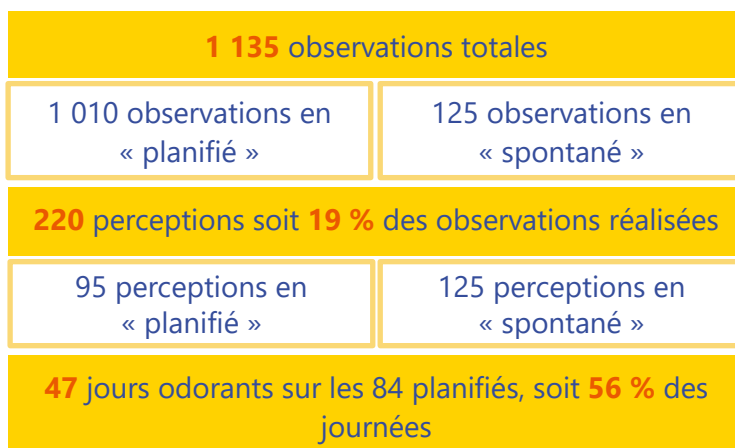 1 135 observations totales
1 010 observations en
« planifié »
125 observations en
« spontané »
220 perceptions soit 19 % des observations réalisées
95 perceptions en
« planifié »
125 perceptions en
« spontané »
47 jours odorants sur les 84 planifiés, soit 56 % des
journées